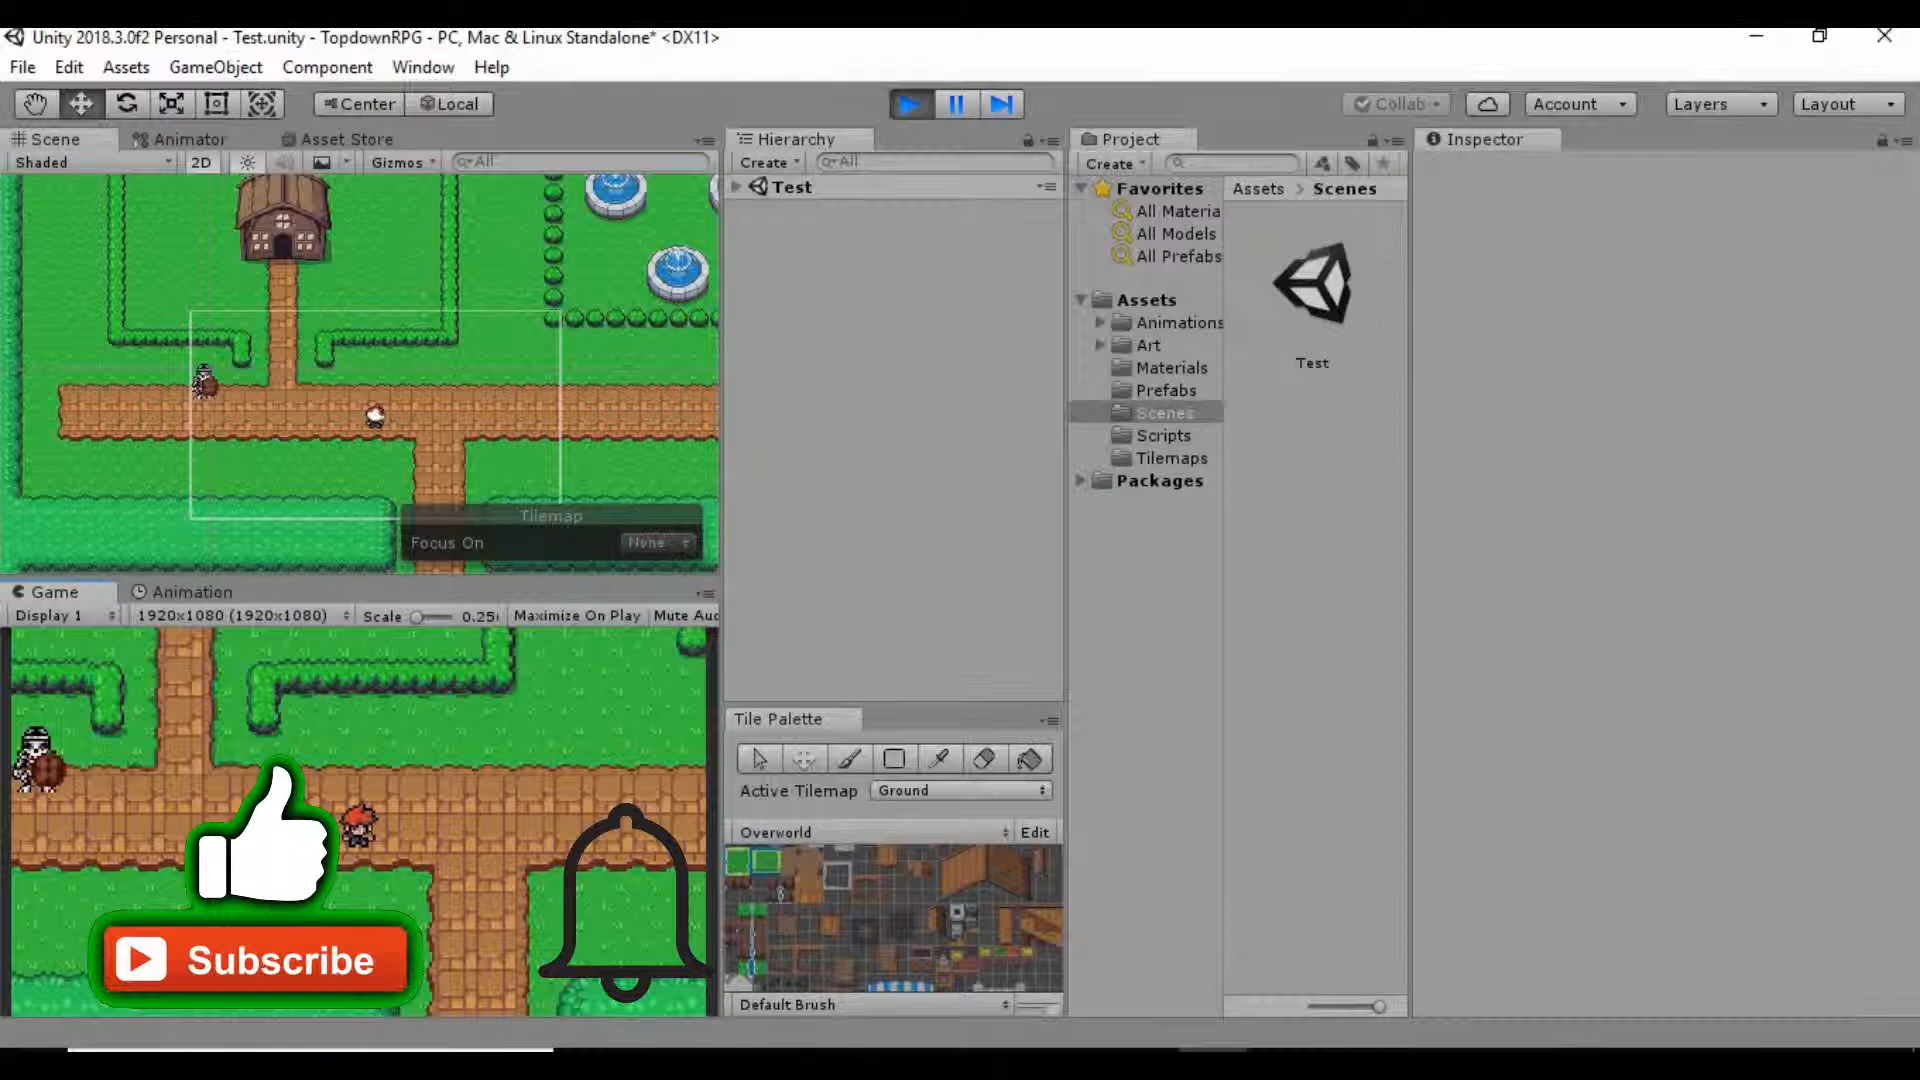 Unity 2018.3.0f2 Personal - Test.unity - TopdownRPG - PC, Mac & Linux Standalone* <DX11>
File Edit Assets GameObject Component Window Help
Center Local
Collab Account Layers Layout
Scene Animator Asset Store
Shaded 2D Gizmos All
Tilemap
Focus On None
Game Animation
Display 1 1920x1080 (1920x1080) Scale 0.25 Maximize On Play Mute Au
Subscribe
Hierarchy
Create All
Test
Tile Palette
Active Tilemap Ground
Overworld Edit
Default Brush
Project
Create
Favorites
All Materia
All Models
All Prefabs
Assets
Animations
Art
Materials
Prefabs
Scenes
Scripts
Tilemaps
Packages
Assets > Scenes
Test
Inspector